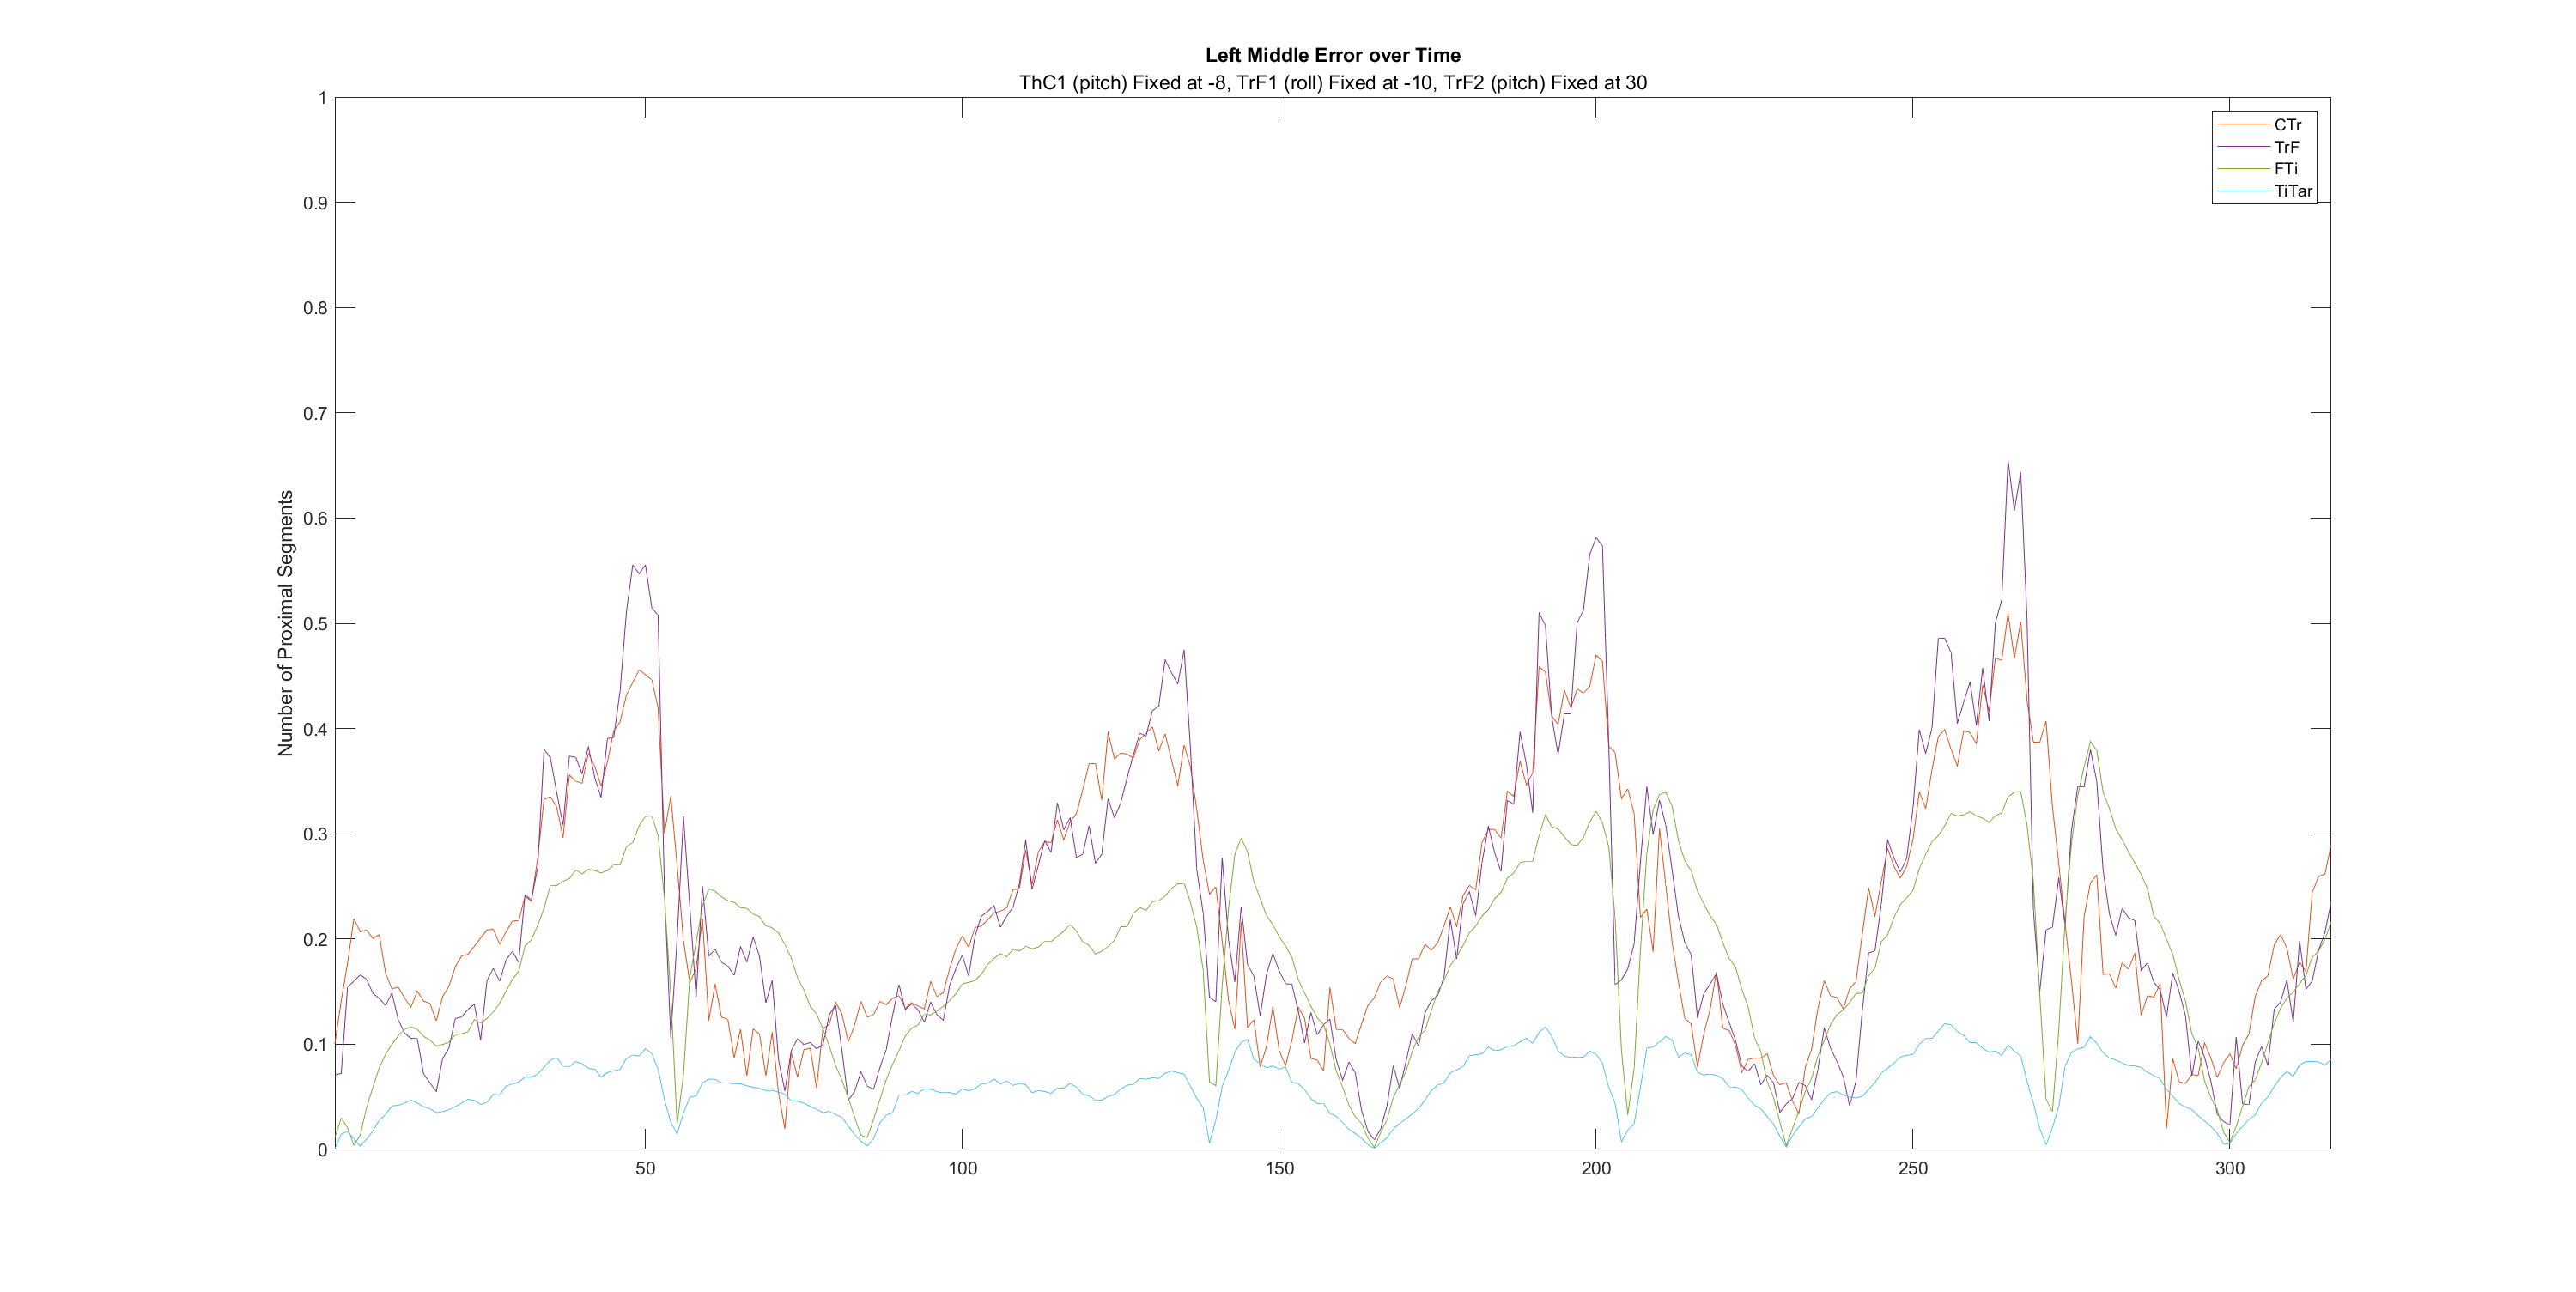 Left Middle Error over Time
ThC1 (pitch) Fixed at -8, TrF1 (roll) Fixed at -10, TrF2 (pitch) Fixed at 30
Number of Proximal Segments
1
0.9
0.8
0.7
0.6
0.5
0.4
0.3
0.2
0.1
0
50
100
150
200
250
300
CTr
TrF
FTi
TiTar